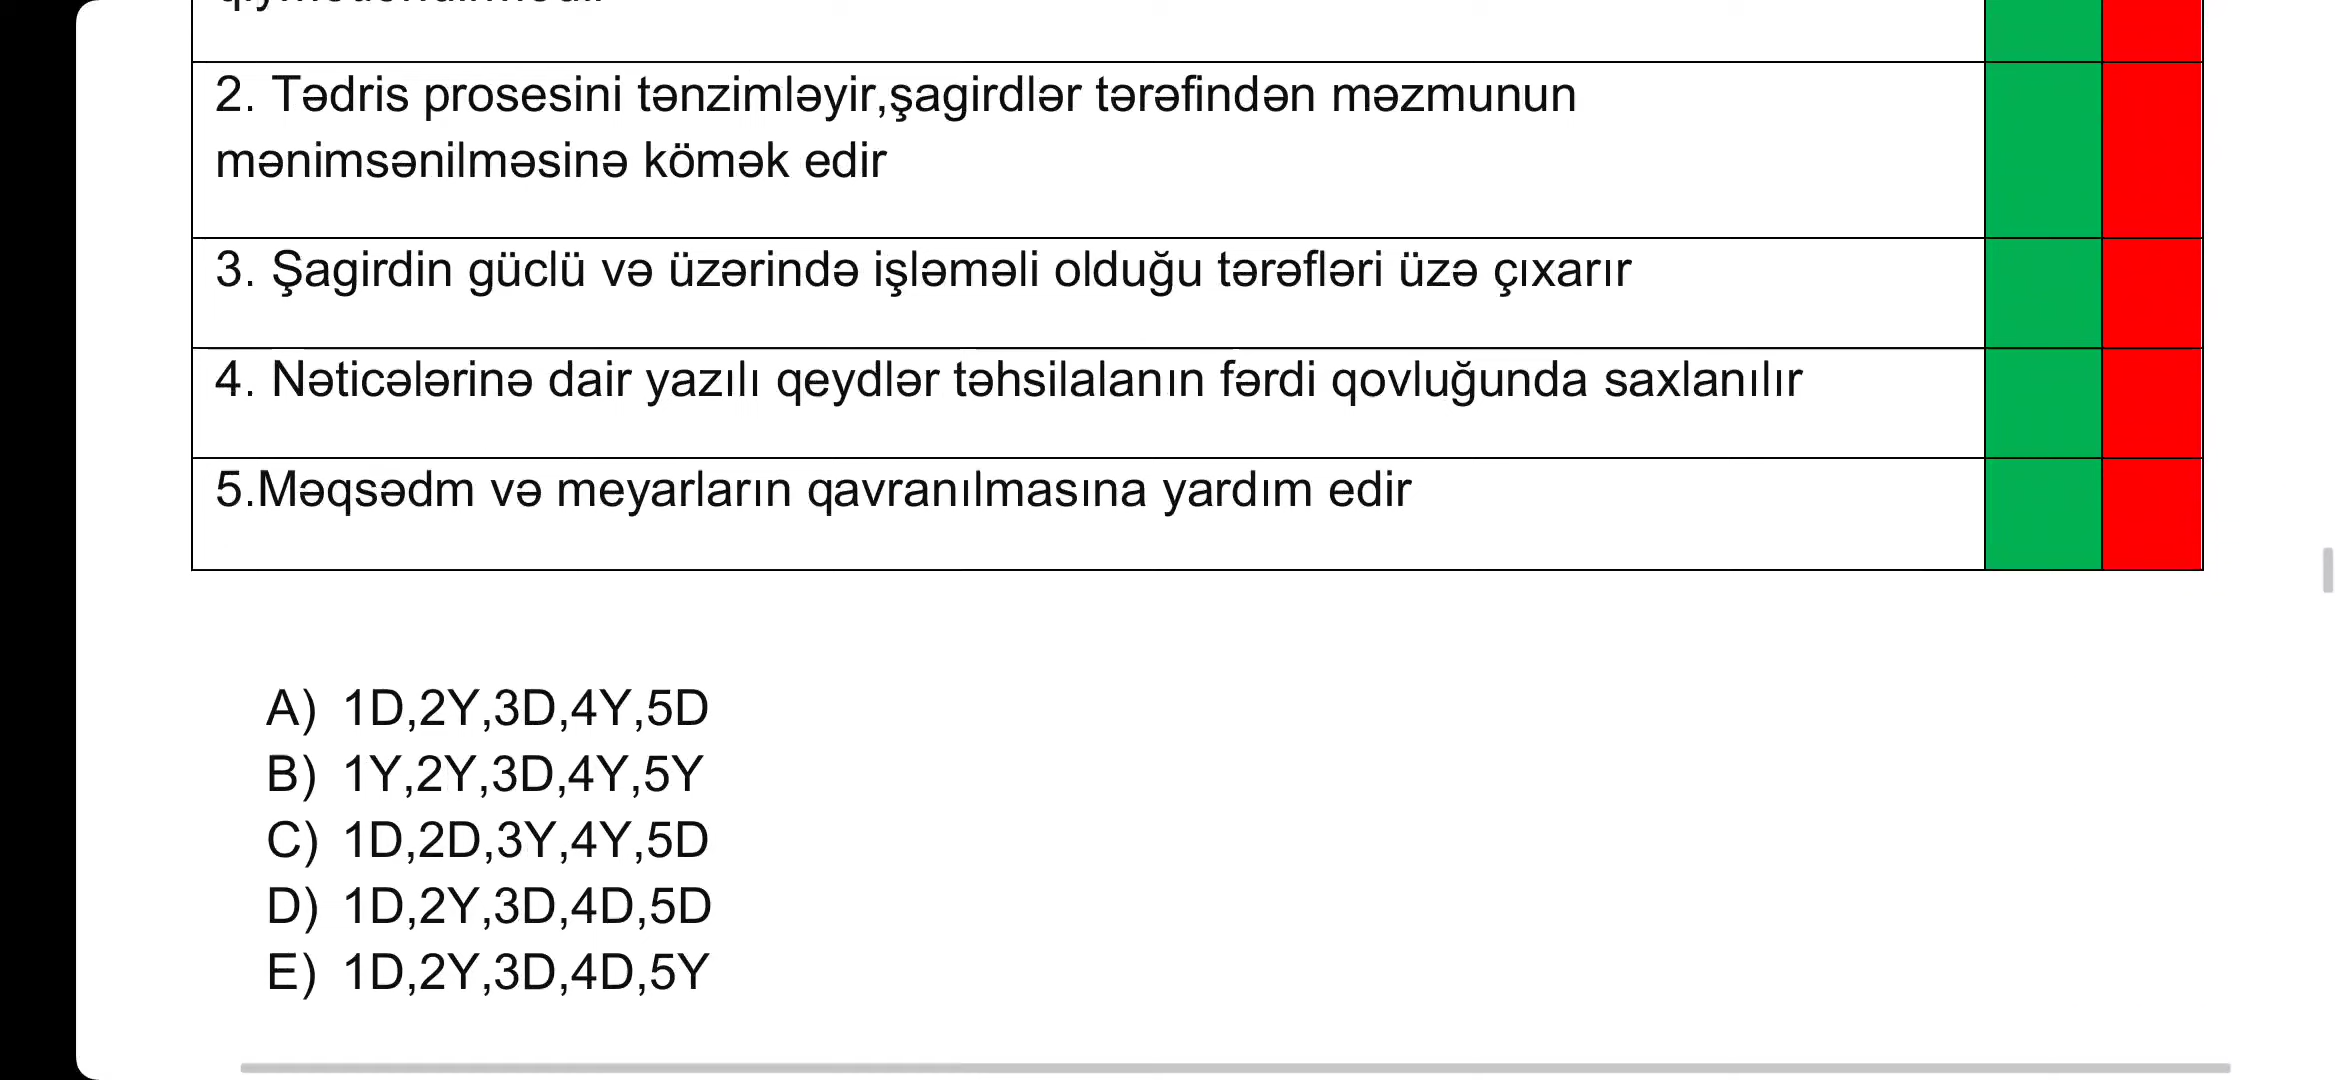 2. Tədris prosesini tənzimləyir,şagirdlər tərəfindən məzmunun
mənimsənilməsinə kömək edir
3. Şagirdin güclü və üzərində işləməli olduğu tərəfləri üzə çıxarır
4. Nəticələrinə dair yazılı qeydlər təhsilalanın fərdi qovluğunda saxlanılır
5.Məqsədm və meyarların qavranılmasına yardım edir
A) 1D,2Y,3D,4Y,5D
B) 1Y,2Y,3D,4Y,5Y
C) 1D,2D,3Y,4Y,5D
D) 1D,2Y,3D,4D,5D
E) 1D,2Y,3D,4D,5Y